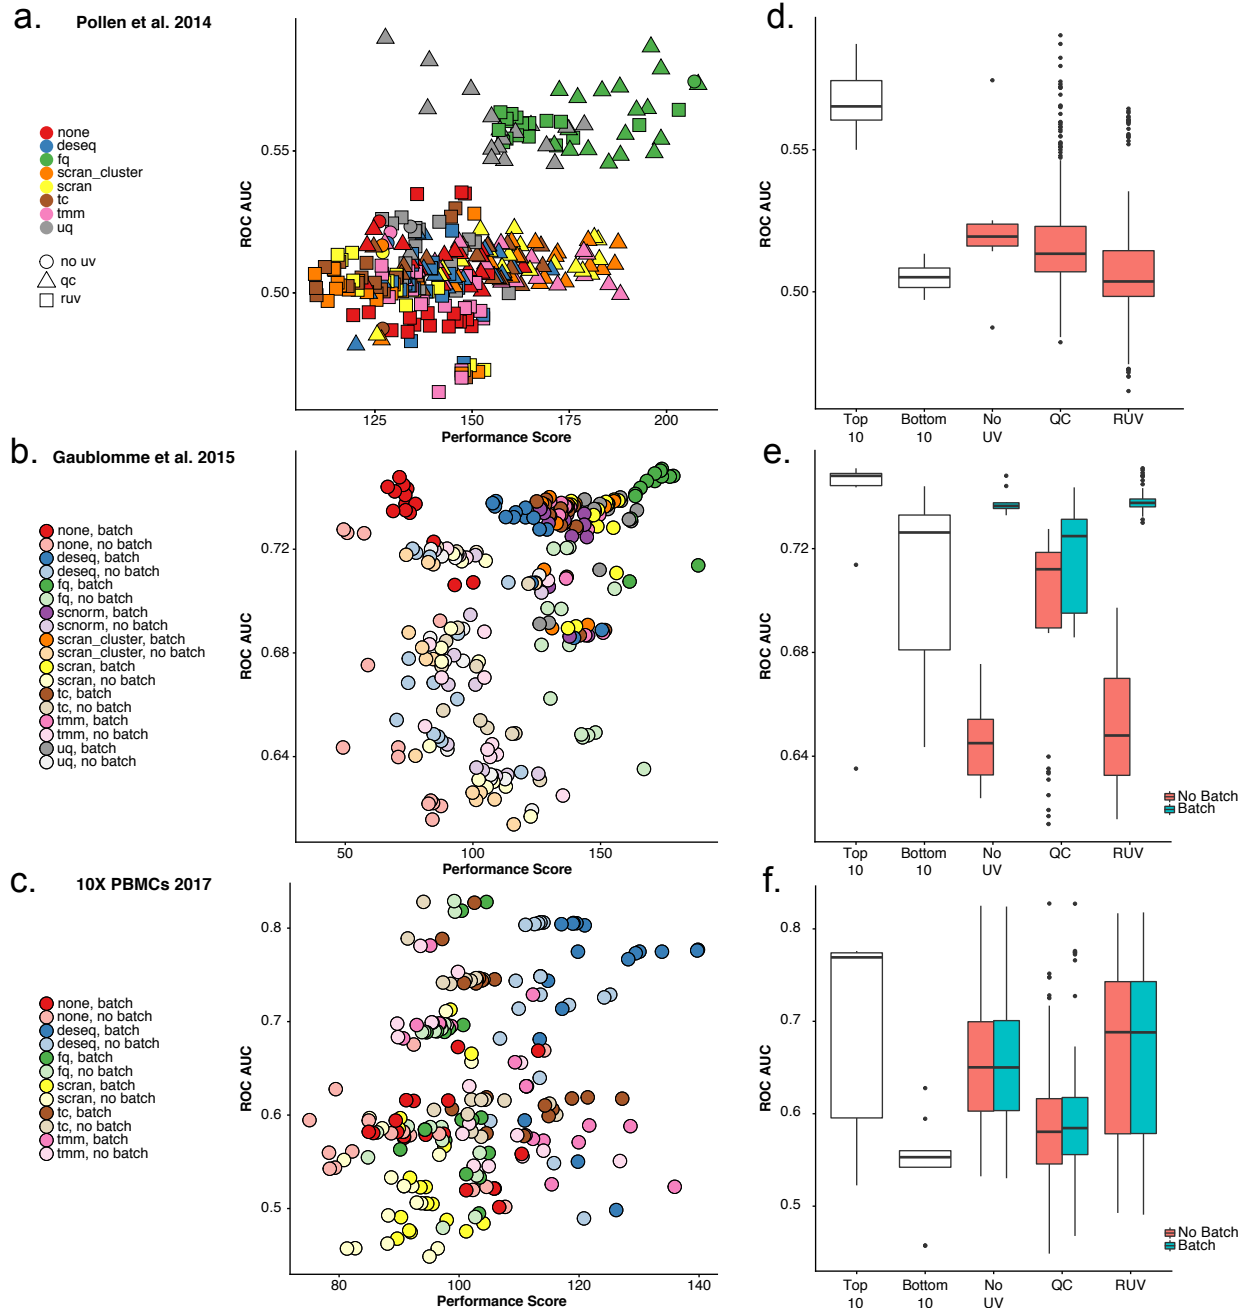 a.
Pollen et al. 2014
none
deseq
fq
scran_cluster
scran
tc
tmm
uq
no uv
qc
ruv
ROC AUC
0.55
0.50
125
150
175
200
Performance Score
d.
ROC AUC
0.55
0.50
Top
10
Bottom
10
No
UV
QC
RUV
b.
Gaublomme et al. 2015
none, batch
none, no batch
deseq, batch
deseq, no batch
fq, batch
fq, no batch
scnorm, batch
scnorm, no batch
scran_cluster, batch
scran_cluster, no batch
scran, batch
scran, no batch
tc, batch
tc, no batch
tmm, batch
tmm, no batch
uq, batch
uq, no batch
ROC AUC
0.72
0.68
0.64
50
100
150
Performance Score
e.
ROC AUC
0.72
0.68
0.64
Top
10
Bottom
10
No
UV
QC
RUV
No Batch
Batch
c.
10X PBMCs 2017
none, batch
none, no batch
deseq, batch
deseq, no batch
fq, batch
fq, no batch
scran, batch
scran, no batch
tc, batch
tc, no batch
tmm, batch
tmm, no batch
ROC AUC
0.8
0.7
0.6
0.5
80
100
120
140
Performance Score
f.
ROC AUC
0.8
0.7
0.6
0.5
Top
10
Bottom
10
No
UV
QC
RUV
No Batch
Batch